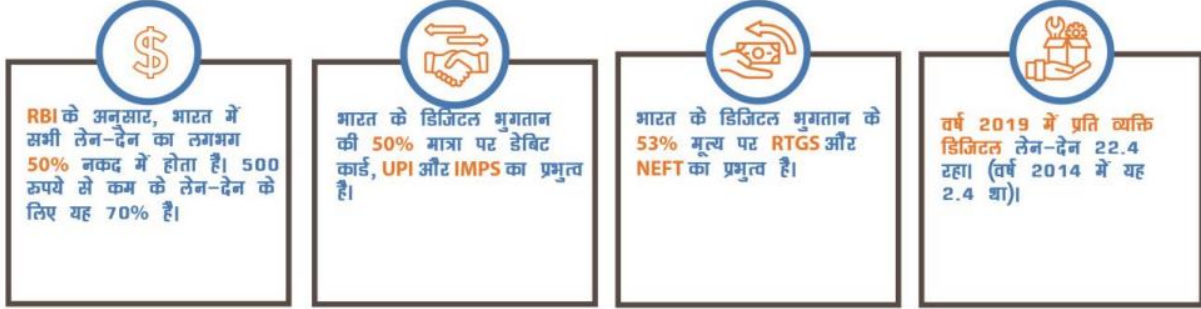 RBI के अनुसार, भारत में
सभी लेन-देन का लगभग
50% नकद में होता है। 500
रुपये से कम के लेन-देन के
लिए यह 70% है।
भारत के डिजिटल भुगतान
की 50% मात्रा पर डेबिट
कार्ड, UPI और IMPS का प्रभुत्व
है।
भारत के डिजिटल भुगतान के
53% मूल्य पर RTGS और
NEFT का प्रभुत्व है।
वर्ष 2019 में प्रति व्यक्ति
डिजिटल लेन-देन 22.4
रहा। (वर्ष 2014 में यह
2.4 था)।